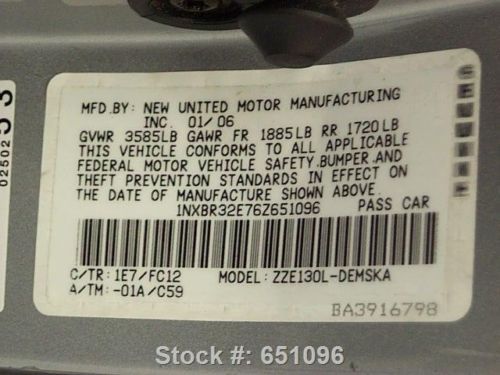 MFD.BY: NEW UNITED MOTOR MANUFACTURING
INC. 01/06
GVWR 3585LB GAWR FR 1885LB RR 1720LB
THIS VEHICLE CONFORMS TO ALL APPLICABLE
FEDERAL MOTOR VEHICLE SAFETY,BUMPER,AND
THEFT PREVENTION STANDARDS IN EFFECT ON
THE DATE OF MANUFACTURE SHOWN ABOVE.
1NXBR32E76Z651096 PASS CAR
C/TR: 1E7/FC12 MODEL: ZZE130L-DEMSKA
A/TM: -01A/C59
BA3916798
02502
53
Stock #: 651096